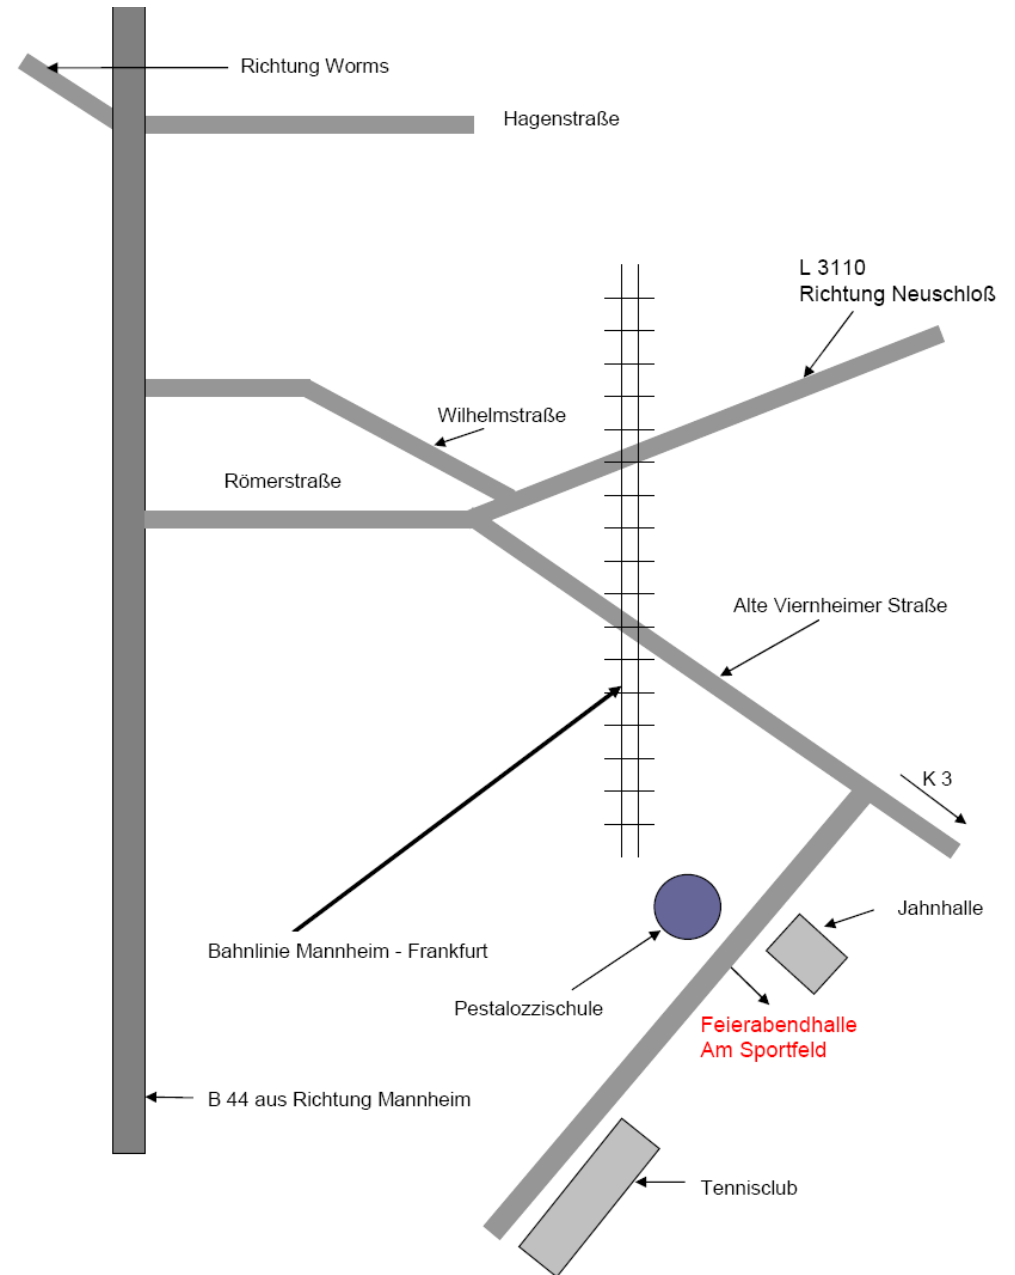 Richtung Worms
Hagenstraße
L 3110
Richtung Neuschloß
Wilhelmstraße
Römerstraße
Alte Viernheimer Straße
K 3
Jahnhalle
Bahnlinie Mannheim - Frankfurt
Pestalozzischule
Feierabendhalle
Am Sportfeld
B 44 aus Richtung Mannheim
Tennisclub